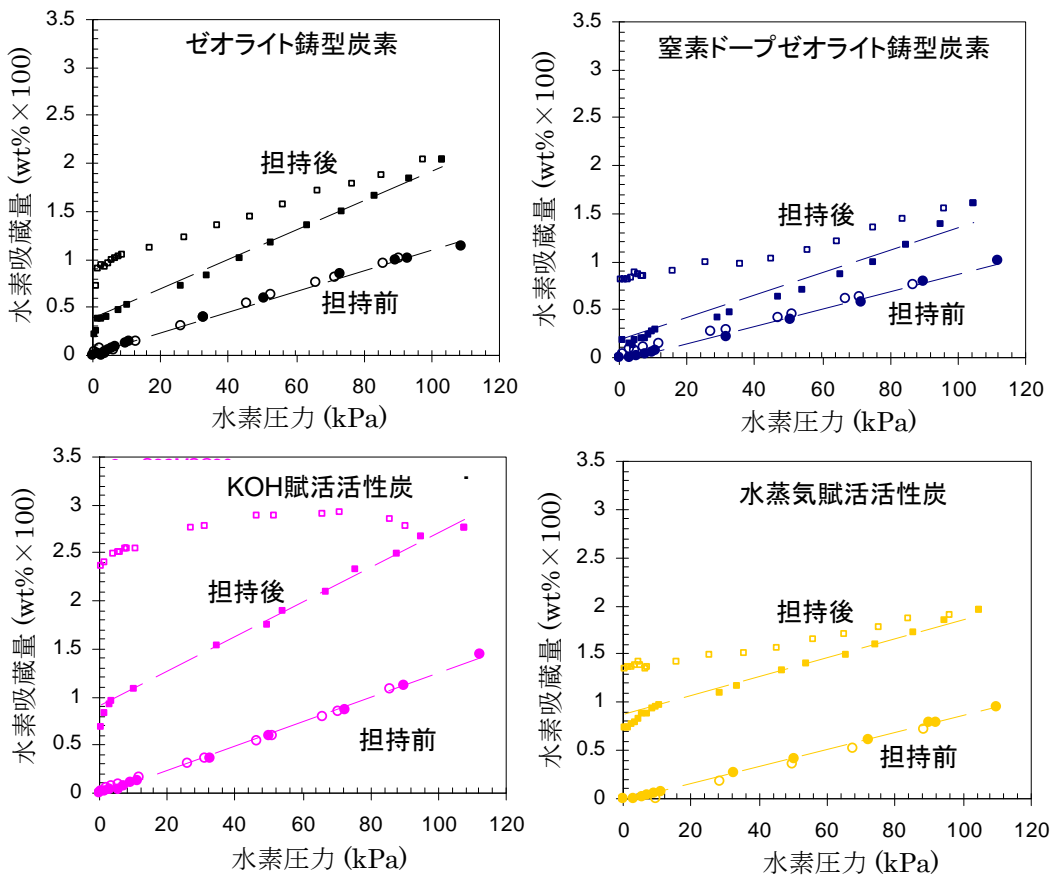 ゼオライト鋳型炭素
水素吸蔵量 (wt%×100)
3.5
3
2.5
2
1.5
1
0.5
0
担持後
担持前
0 20 40 60 80 100 120
水素圧力 (kPa)
窒素ドープゼオライト鋳型炭素
水素吸蔵量 (wt%×100)
3.5
3
2.5
2
1.5
1
0.5
0
担持後
担持前
0 20 40 60 80 100 120
水素圧力 (kPa)
KOH賦活活性炭
水素吸蔵量 (wt%×100)
3.5
3
2.5
2
1.5
1
0.5
0
担持後
担持前
0 20 40 60 80 100 120
水素圧力 (kPa)
水蒸気賦活活性炭
水素吸蔵量 (wt%×100)
3.5
3
2.5
2
1.5
1
0.5
0
担持後
担持前
0 20 40 60 80 100 120
水素圧力 (kPa)